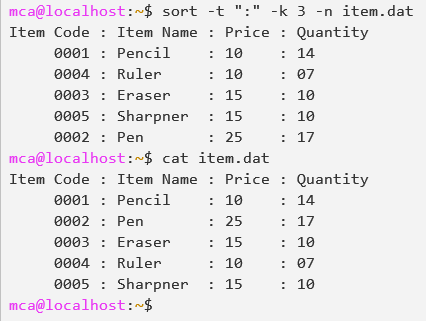 mca@localhost:~$ sort -t ":" -k 3 -n item.dat
Item Code : Item Name : Price : Quantity
     0001 : Pencil    : 10    : 14
     0004 : Ruler     : 10    : 07
     0003 : Eraser    : 15    : 10
     0005 : Sharpner  : 15    : 10
     0002 : Pen       : 25    : 17
mca@localhost:~$ cat item.dat
Item Code : Item Name : Price : Quantity
     0001 : Pencil    : 10    : 14
     0002 : Pen       : 25    : 17
     0003 : Eraser    : 15    : 10
     0004 : Ruler     : 10    : 07
     0005 : Sharpner  : 15    : 10
mca@localhost:~$